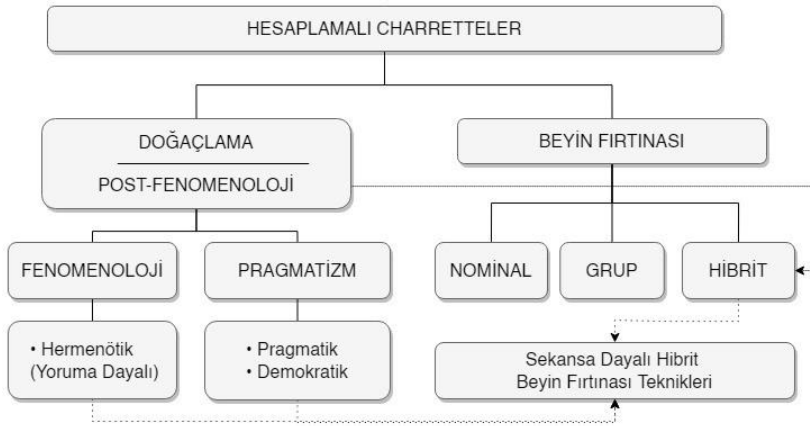 HESAPLAMALI CHARRETTELER
DOĞAÇLAMA
POST-FENOMENOLOJİ
BEYİN FIRTINASI
FENOMENOLOJİ
PRAGMATİZM
NOMİNAL
GRUP
HİBRİT
• Hermenötik
(Yoruma Dayalı)
• Pragmatik
• Demokratik
Sekansa Dayalı Hibrit
Beyin Fırtınası Teknikleri